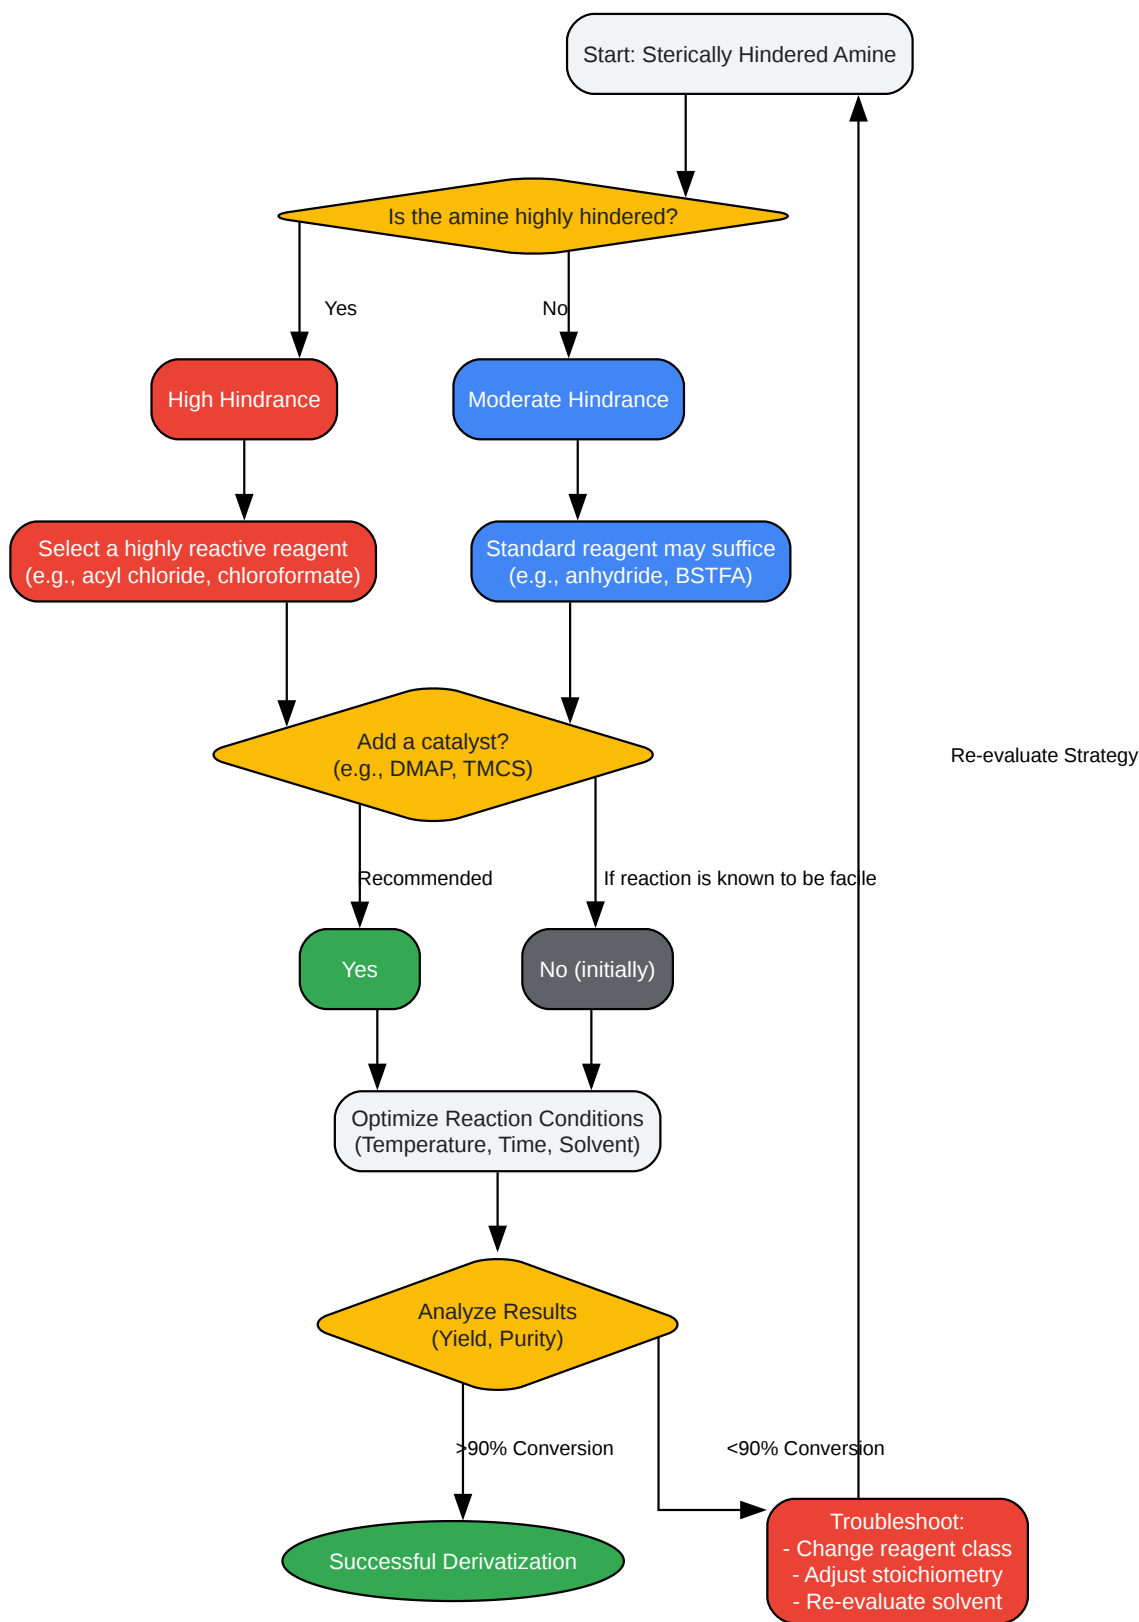 Start: Sterically Hindered Amine
Is the amine highly hindered?
Yes
No
High Hindrance
Moderate Hindrance
Select a highly reactive reagent
(e.g., acyl chloride, chloroformate)
Standard reagent may suffice
(e.g., anhydride, BSTFA)
Add a catalyst?
(e.g., DMAP, TMCS)
Re-evaluate Strategy
Recommended
If reaction is known to be facile
Yes
No (initially)
Optimize Reaction Conditions
(Temperature, Time, Solvent)
Analyze Results
(Yield, Purity)
>90% Conversion
<90% Conversion
Successful Derivatization
Troubleshoot:
- Change reagent class
- Adjust stoichiometry
- Re-evaluate solvent